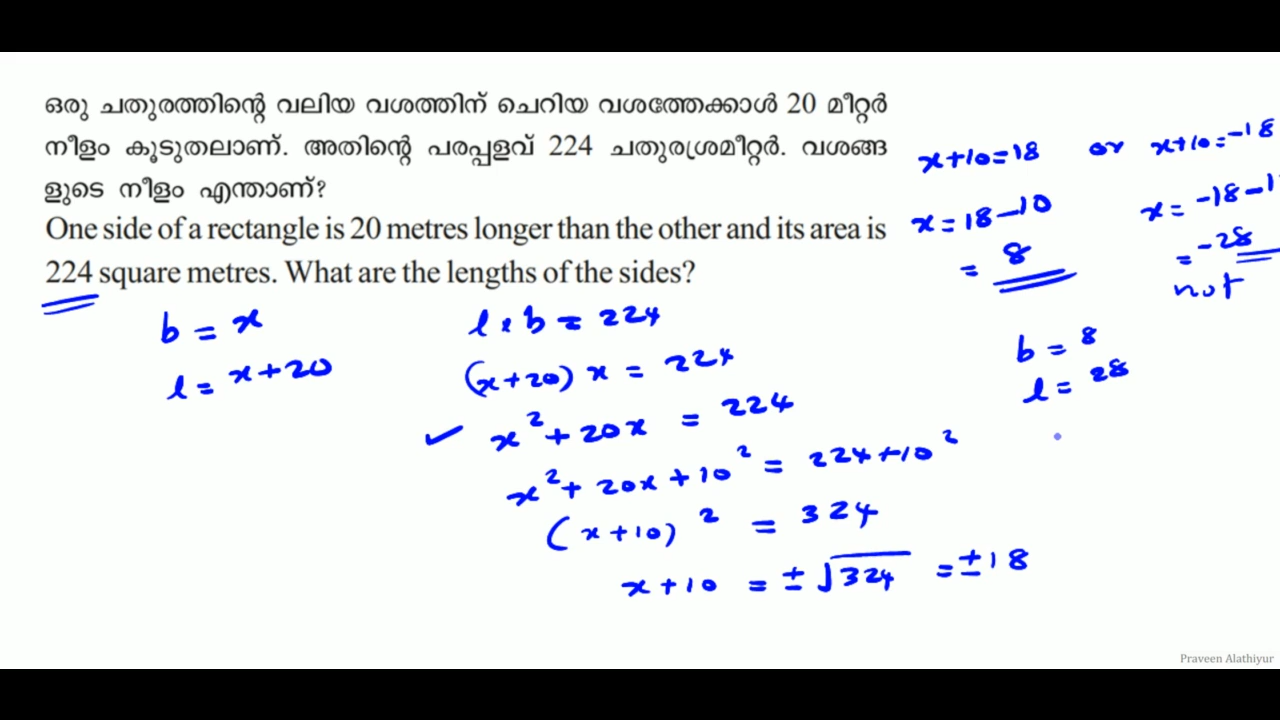 ഒരു ചതുരത്തിന്റെ വലിയ വശത്തിന് ചെറിയ വശത്തേക്കാൾ 20 മീറ്റർ
നീളം കൂടുതലാണ്. അതിന്റെ പരപ്പളവ് 224 ചതുരശ്രമീറ്റർ. വശങ്ങ
ളുടെ നീളം എന്താണ്?
One side of a rectangle is 20 metres longer than the other and its area is
224 square metres. What are the lengths of the sides?
b = x
l = x+20
l × b = 224
(x+20) x = 224
✓ x² + 20x = 224
x² + 20x + 10² = 224+10²
(x+10)² = 324
x+10 = ±√324 = ±18
x+10=18 or x+10=-18
x=18-10
= 8
x = -18-1
= -28
not
b = 8
l = 28
Praveen Alathiyur